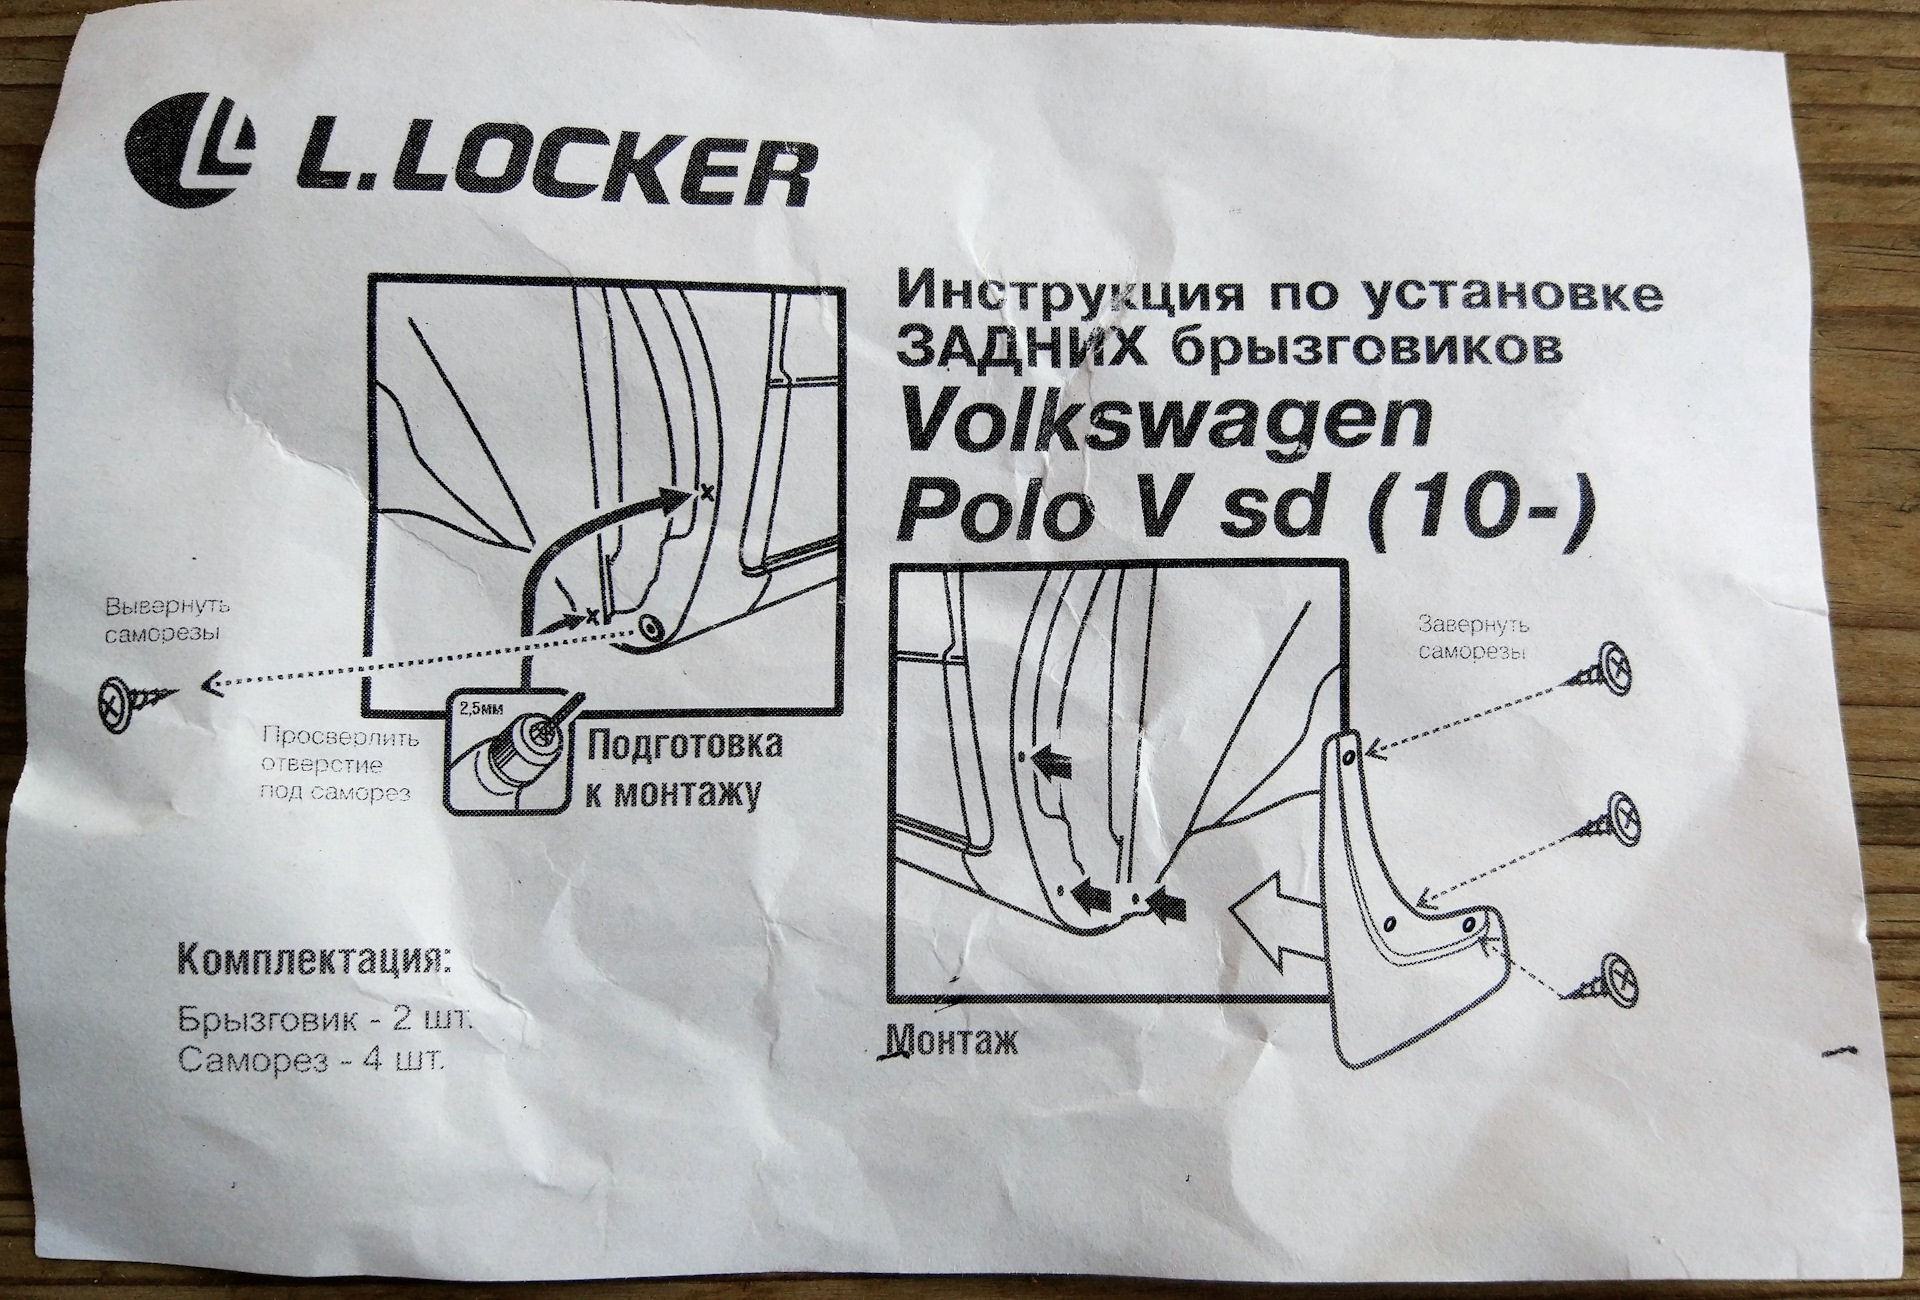 L.LOCKER
Инструкция по установке
ЗАДНИХ брызговиков
Volkswagen
Polo V sd (10-)
Вывернуть
саморезы
Просверлить
отверстие
под саморез
2,5мм
Подготовка
к монтажу
Завернуть
саморезы
Монтаж
Комплектация:
Брызговик - 2 шт.
Саморез - 4 шт.